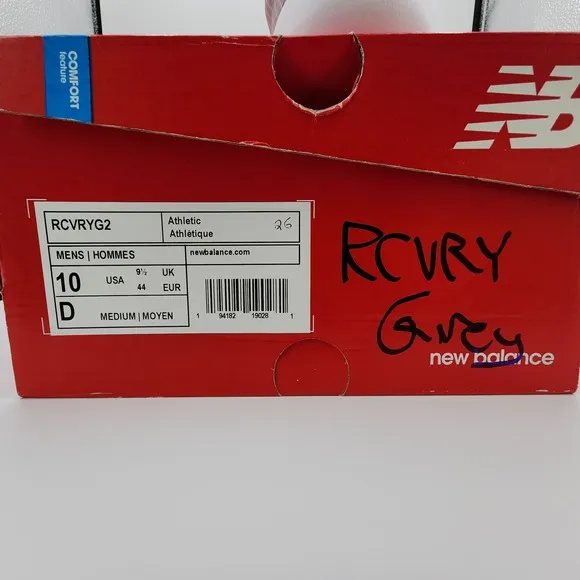 COMFORT
feature
NB
RCVRYG2
Athletic
Athlétique
26
MENS | HOMMES
newbalance.com
10
USA
9½ UK
44 EUR
D
MEDIUM | MOYEN
1 94182 19028 1
RCVRY
Grey
new balance